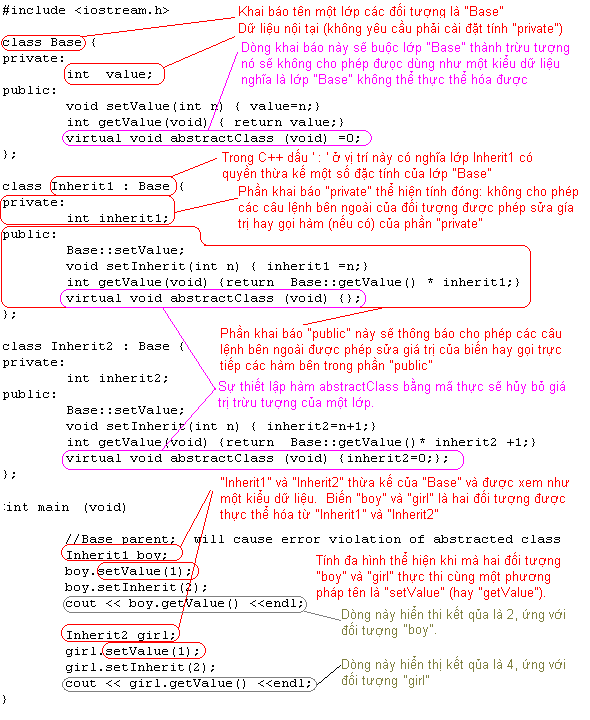 #include <iostream.h>
Khai báo tên một lớp các đối tượng là "Base"
Dữ liệu nội tại (không yêu cầu phải cài đặt tính "private")
class Base {
Dòng khai báo này sẽ buộc lớp "Base" thành trừu tượng
nó sẽ không cho phép được dùng như một kiểu dữ liệu
nghĩa là lớp "Base" không thể thực thể hóa được
private:
int value;
public:
void setValue(int n) { value=n;}
int getValue(void) { return value;}
virtual void abstractClass (void) =0;
};
Trong C++ dấu ' : ' ở vị trí này có nghĩa lớp Inherit1 có
quyền thừa kế một số đặc tính của lớp "Base"
class Inherit1 : Base {
Phần khai báo "private" thể hiện tính đóng: không cho phép
các câu lệnh bên ngoài của đối tượng được phép sửa gía
trị hay gọi hàm (nếu có) của phần "private"
private:
int inherit1;
public:
Base::setValue;
void setInherit(int n) { inherit1 =n;}
int getValue(void) {return Base::getValue() * inherit1;}
virtual void abstractClass (void) {};
};
Phần khai báo "public" này sẽ thông báo cho phép các câu
lệnh bên ngoài được phép sửa giá trị của biến hay gọi trực
tiếp các hàm bên trong phần "public"
class Inherit2 : Base {
private:
int inherit2;
Sự thiết lập hàm abstractClass bằng mã thực sẽ hủy bỏ giá
trị trừu tượng của một lớp.
public:
Base::setValue;
void setInherit(int n) { inherit2=n+1;}
int getValue(void) {return Base::getValue()* inherit2 +1;}
virtual void abstractClass (void) {inherit2=0;};
};
"Inherit1" và "Inherit2" thừa kế của "Base" và được xem như
một kiểu dữ liệu. Biến "boy" và "girl" là hai đối tượng được
thực thể hóa từ "Inherit1" và "Inherit2"
int main (void)
//Base parent; will cause error violation of abstracted class
Inherit1 boy;
boy.setValue(1);
boy.setInherit(2);
cout << boy.getValue() <<endl;
Tính đa hình thể hiện khi mà hai đối tượng
"boy" và "girl" thực thi cùng một phương
pháp tên là "setValue" (hay "getValue").
Dòng này hiển thi kết qủa là 2, ứng với
đối tượng "boy".
Inherit2 girl;
girl.setValue(1);
girl.setInherit(2);
cout << girl.getValue() <<endl;
Dòng này hiển thị kết qủa là 4, ứng với
đối tượng "girl"
}